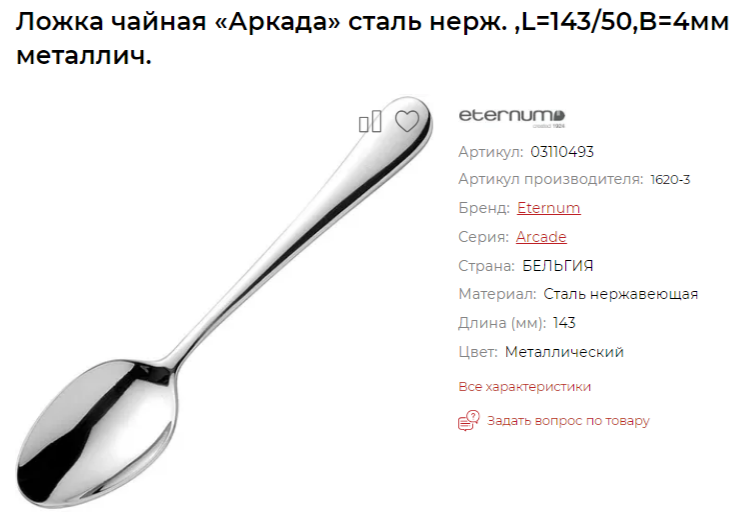 Ложка чайная «Аркада» сталь нерж. ,L=143/50,B=4мм
металлич.
eternum
created 1924
Артикул: 03110493
Артикул производителя: 1620-3
Бренд: Eternum
Серия: Arcade
Страна: БЕЛЬГИЯ
Материал: Сталь нержавеющая
Длина (мм): 143
Цвет: Металлический
Все характеристики
Задать вопрос по товару